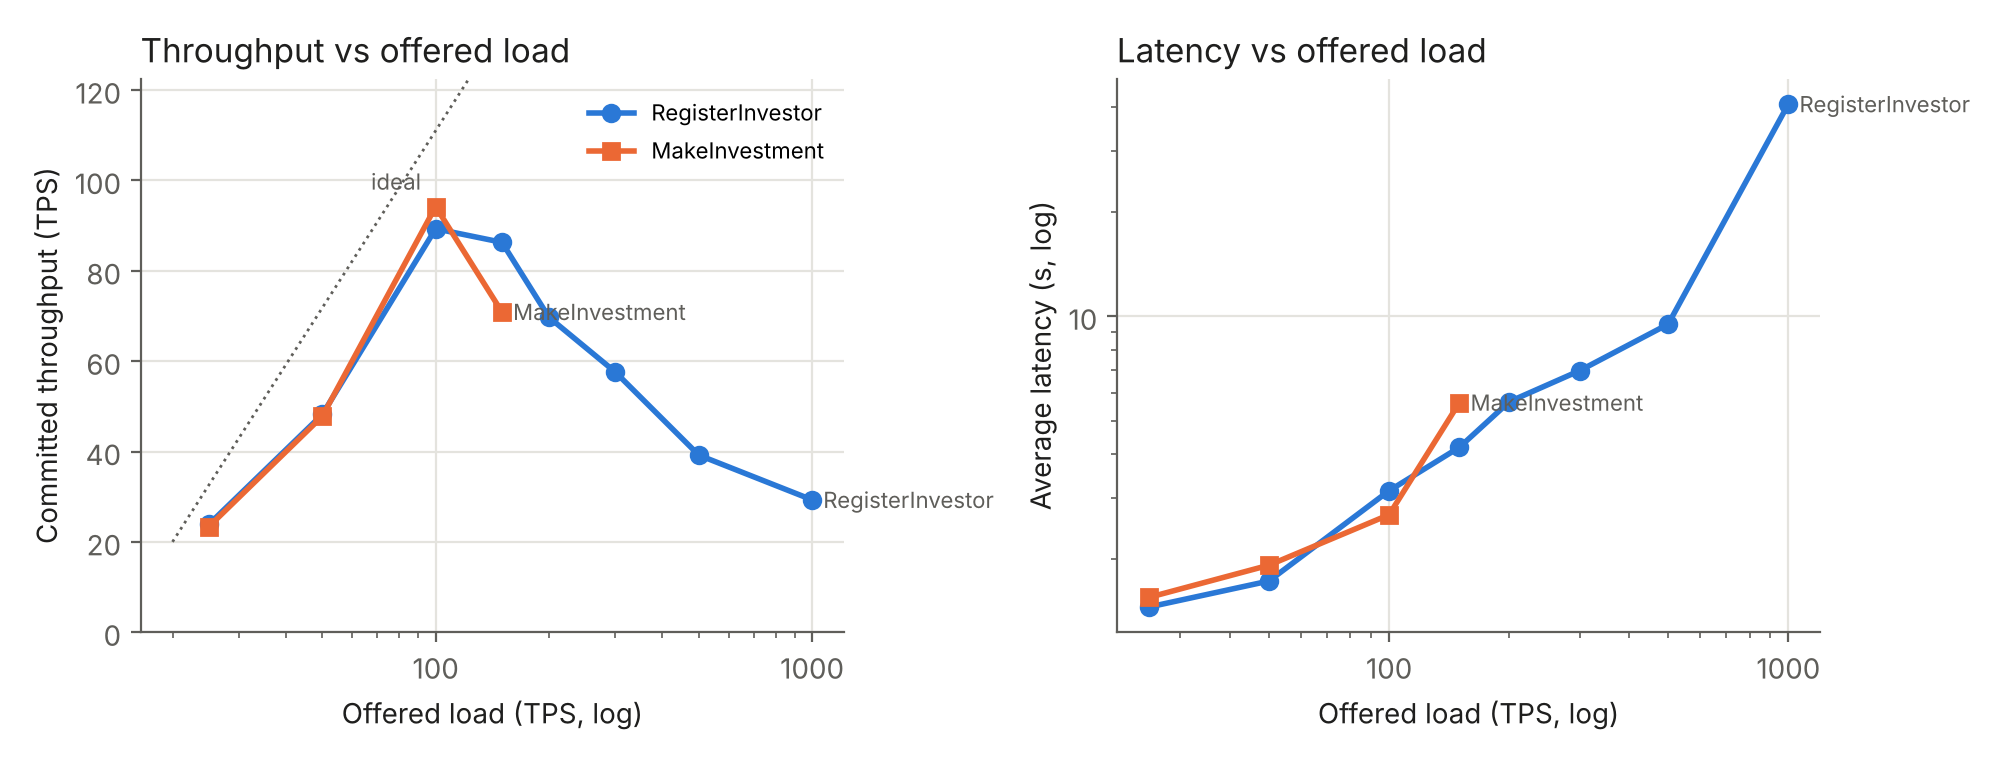 Throughput vs offered load
120
100
80
60
40
20
0
Committed throughput (TPS)
ideal
RegisterInvestor
MakeInvestment
MakeInvestment
RegisterInvestor
100
1000
Offered load (TPS, log)
Latency vs offered load
10
Average latency (s, log)
RegisterInvestor
MakeInvestment
100
1000
Offered load (TPS, log)